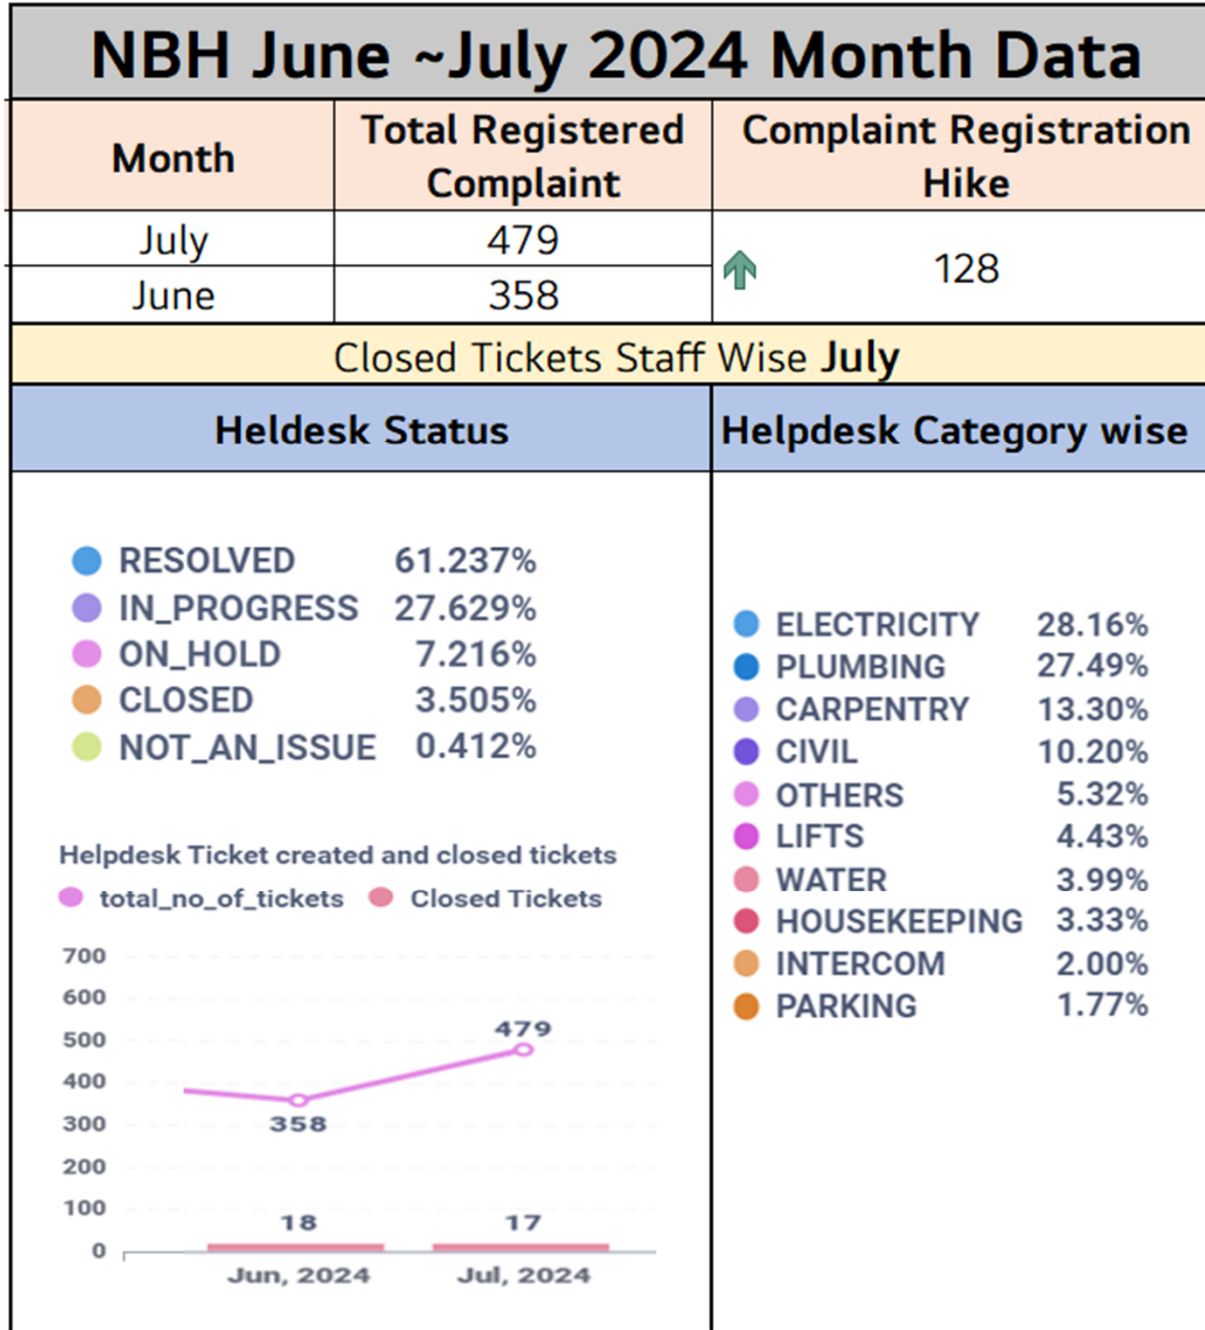 NBH June ~July 2024 Month Data
Month
Total Registered
Complaint
Complaint Registration
Hike
July
479
June
358
128
Closed Tickets Staff Wise July
Heldesk Status
Helpdesk Category wise
RESOLVED 61.237%
IN_PROGRESS 27.629%
ON_HOLD 7.216%
CLOSED 3.505%
NOT_AN_ISSUE 0.412%
Helpdesk Ticket created and closed tickets
total_no_of_tickets Closed Tickets
700
600
500
400
300
200
100
0
479
358
18
17
Jun, 2024
Jul, 2024
ELECTRICITY 28.16%
PLUMBING 27.49%
CARPENTRY 13.30%
CIVIL 10.20%
OTHERS 5.32%
LIFTS 4.43%
WATER 3.99%
HOUSEKEEPING 3.33%
INTERCOM 2.00%
PARKING 1.77%